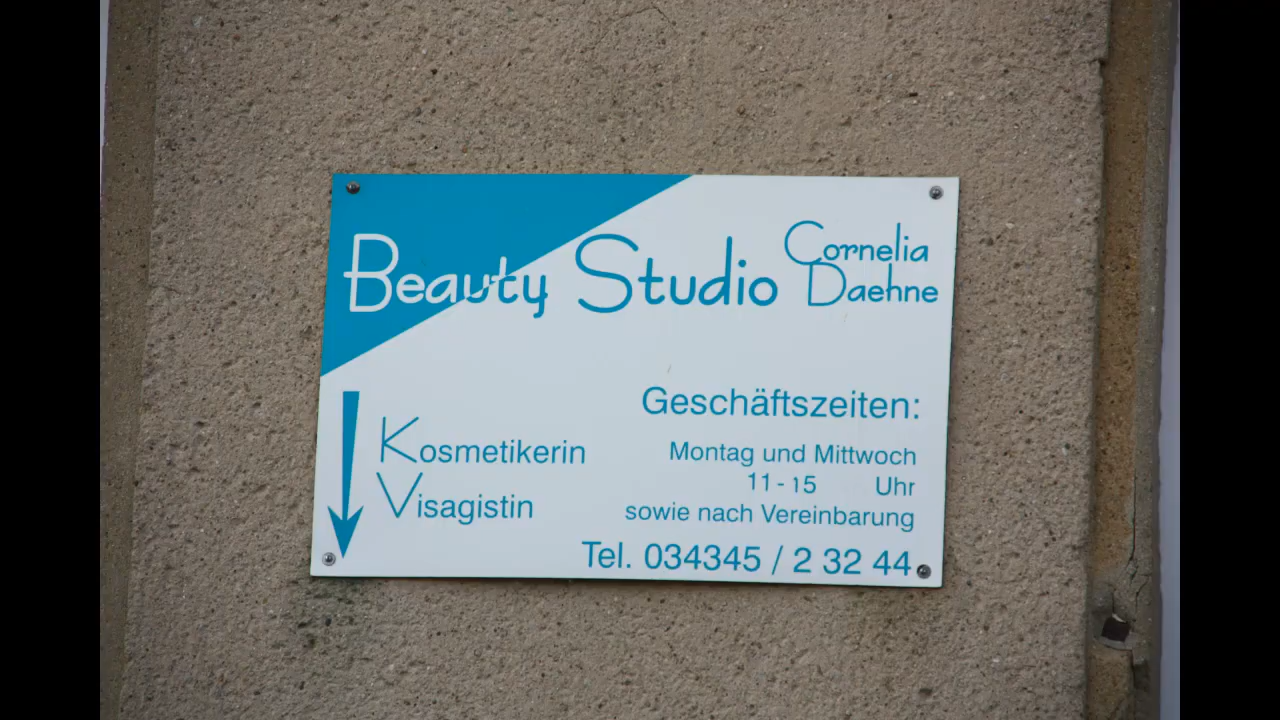 Beauty Studio Cornelia Daehne
Geschäftszeiten:
Kosmetikerin
Visagistin
Montag und Mittwoch
11-15 Uhr
sowie nach Vereinbarung
Tel. 034345 / 2 32 44